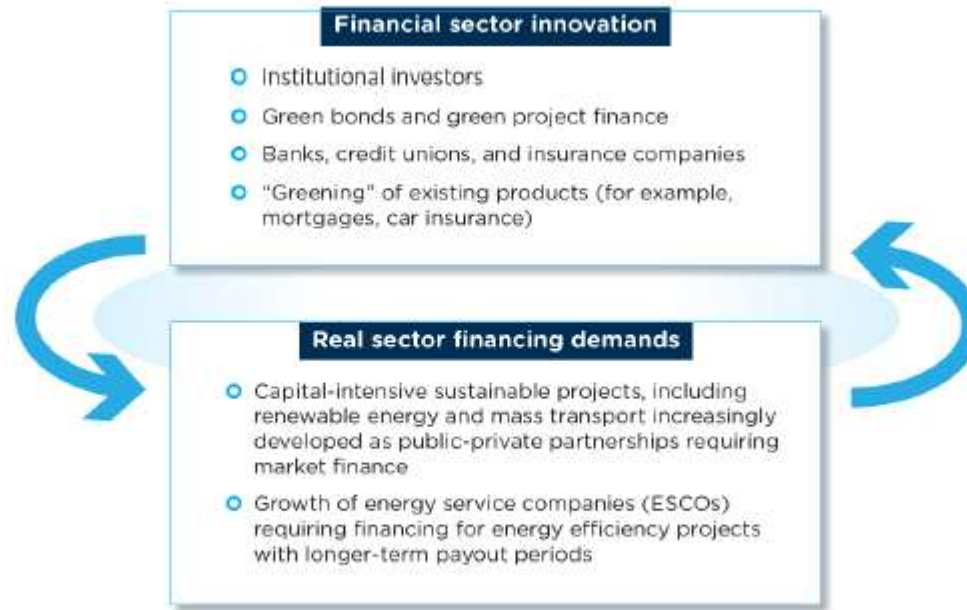 Financial sector innovation
Institutional investors
Green bonds and green project finance
Banks, credit unions, and insurance companies
"Greening" of existing products (for example,
mortgages, car insurance)
Real sector financing demands
Capital-intensive sustainable projects, including
renewable energy and mass transport increasingly
developed as public-private partnerships requiring
market finance
Growth of energy service companies (ESCOs)
requiring financing for energy efficiency projects
with longer-term payout periods